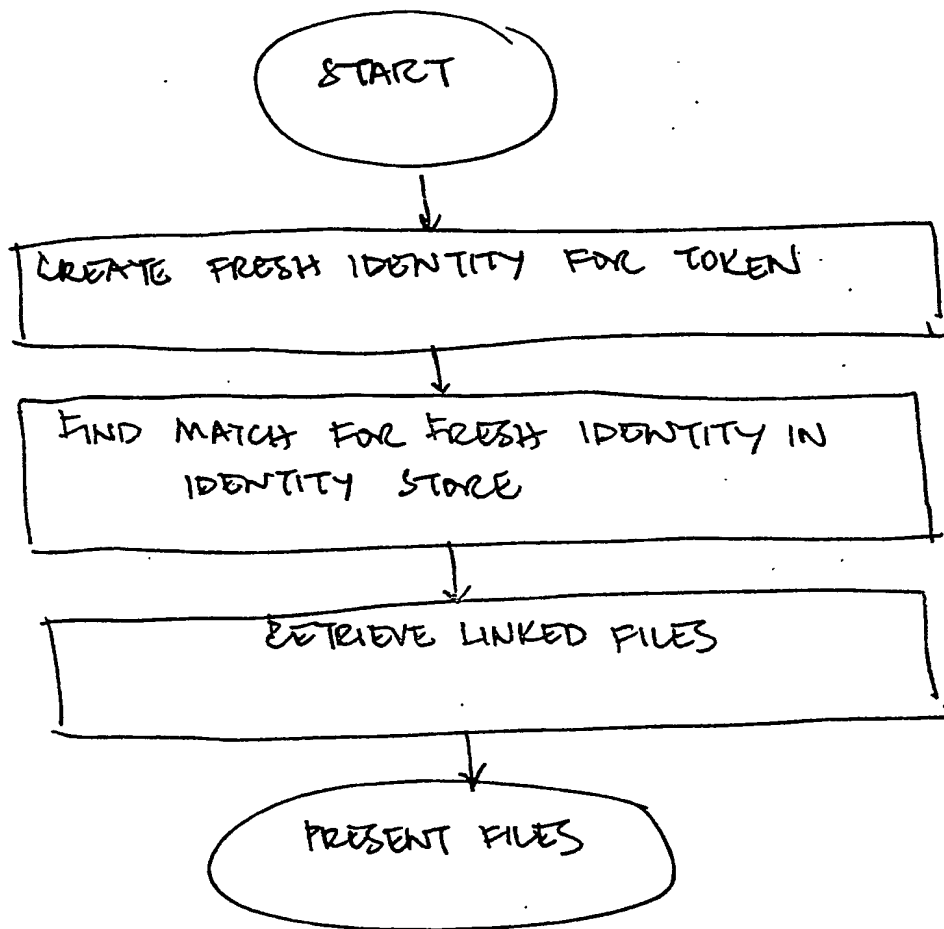 START
CREATE FRESH IDENTITY FOR TOKEN
FIND MATCH FOR FRESH IDENTITY IN
IDENTITY STORE
RETRIEVE LINKED FILES
PRESENT FILES